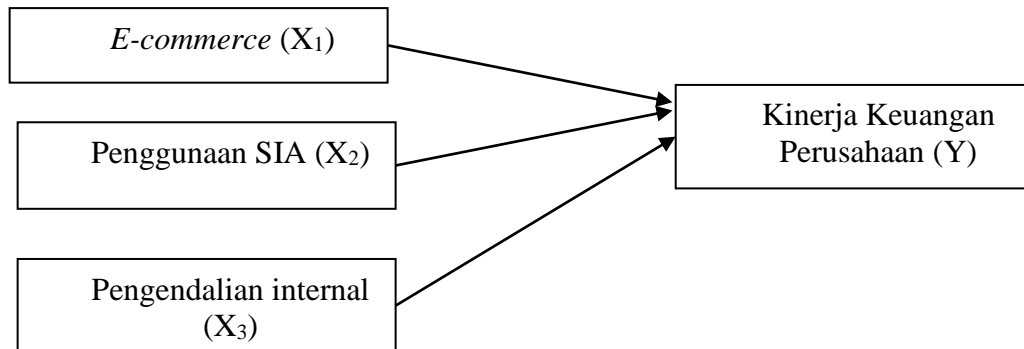 E-commerce (X₁)
Penggunaan SIA (X₂)
Pengendalian internal
(X₃)
Kinerja Keuangan
Perusahaan (Y)